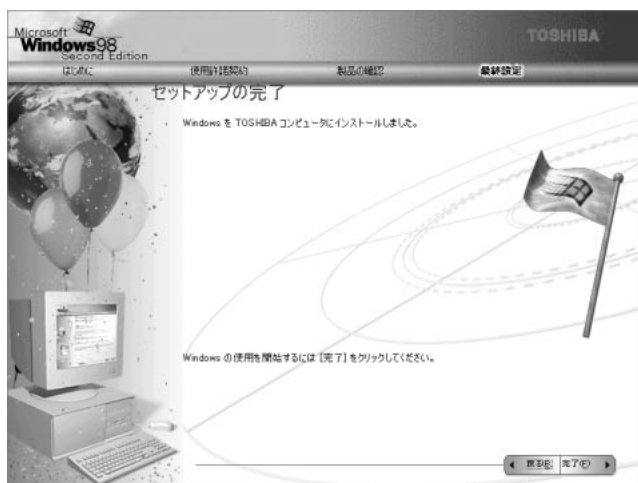 Microsoft
Windows98
Second Edition
TOSHIBA
はじめに 使用許諾契約 製品の確認 最終設定
セットアップの完了
Windows を TOSHIBA コンピュータにインストールしました。
Windows の使用を開始するには [完了] をクリックしてください。
戻る(B) 完了(F)